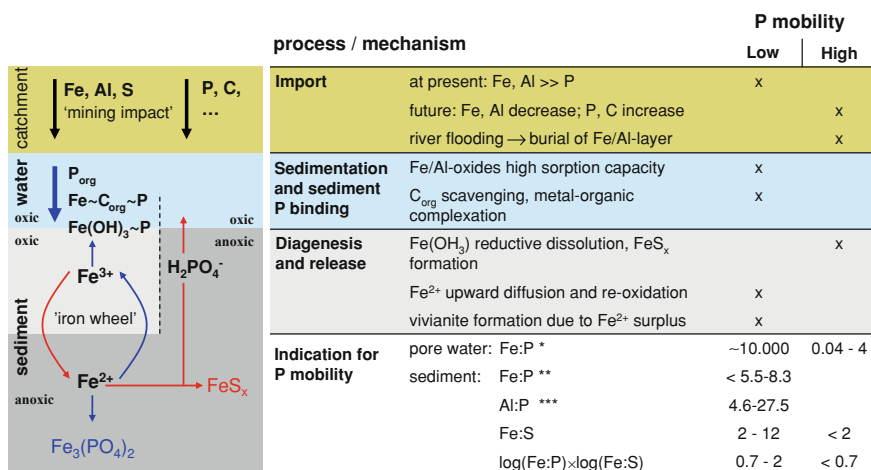 P mobility
process / mechanism
Low
High
catchment
Fe, Al, S
'mining impact'
P, C,
...
water
P_org
Fe~C_org~P
oxic
oxic
Fe(OH)₃~P
oxic
anoxic
H₂PO₄⁻
Fe³⁺
'iron wheel'
sediment
Fe²⁺
FeSₓ
anoxic
Fe₃(PO₄)₂
Import
at present: Fe, Al >> P
x
future: Fe, Al decrease; P, C increase
x
river flooding → burial of Fe/Al-layer
x
Sedimentation
and sediment
P binding
Fe/Al-oxides high sorption capacity
x
C_org scavenging, metal-organic
complexation
x
Diagenesis
and release
Fe(OH₃) reductive dissolution, FeSₓ
formation
x
Fe²⁺ upward diffusion and re-oxidation
x
vivianite formation due to Fe²⁺ surplus
x
Indication for
P mobility
pore water: Fe:P *
~10.000
0.04 - 4
sediment: Fe:P **
< 5.5-8.3
Al:P ***
4.6-27.5
Fe:S
2 - 12
< 2
log(Fe:P)×log(Fe:S)
0.7 - 2
< 0.7